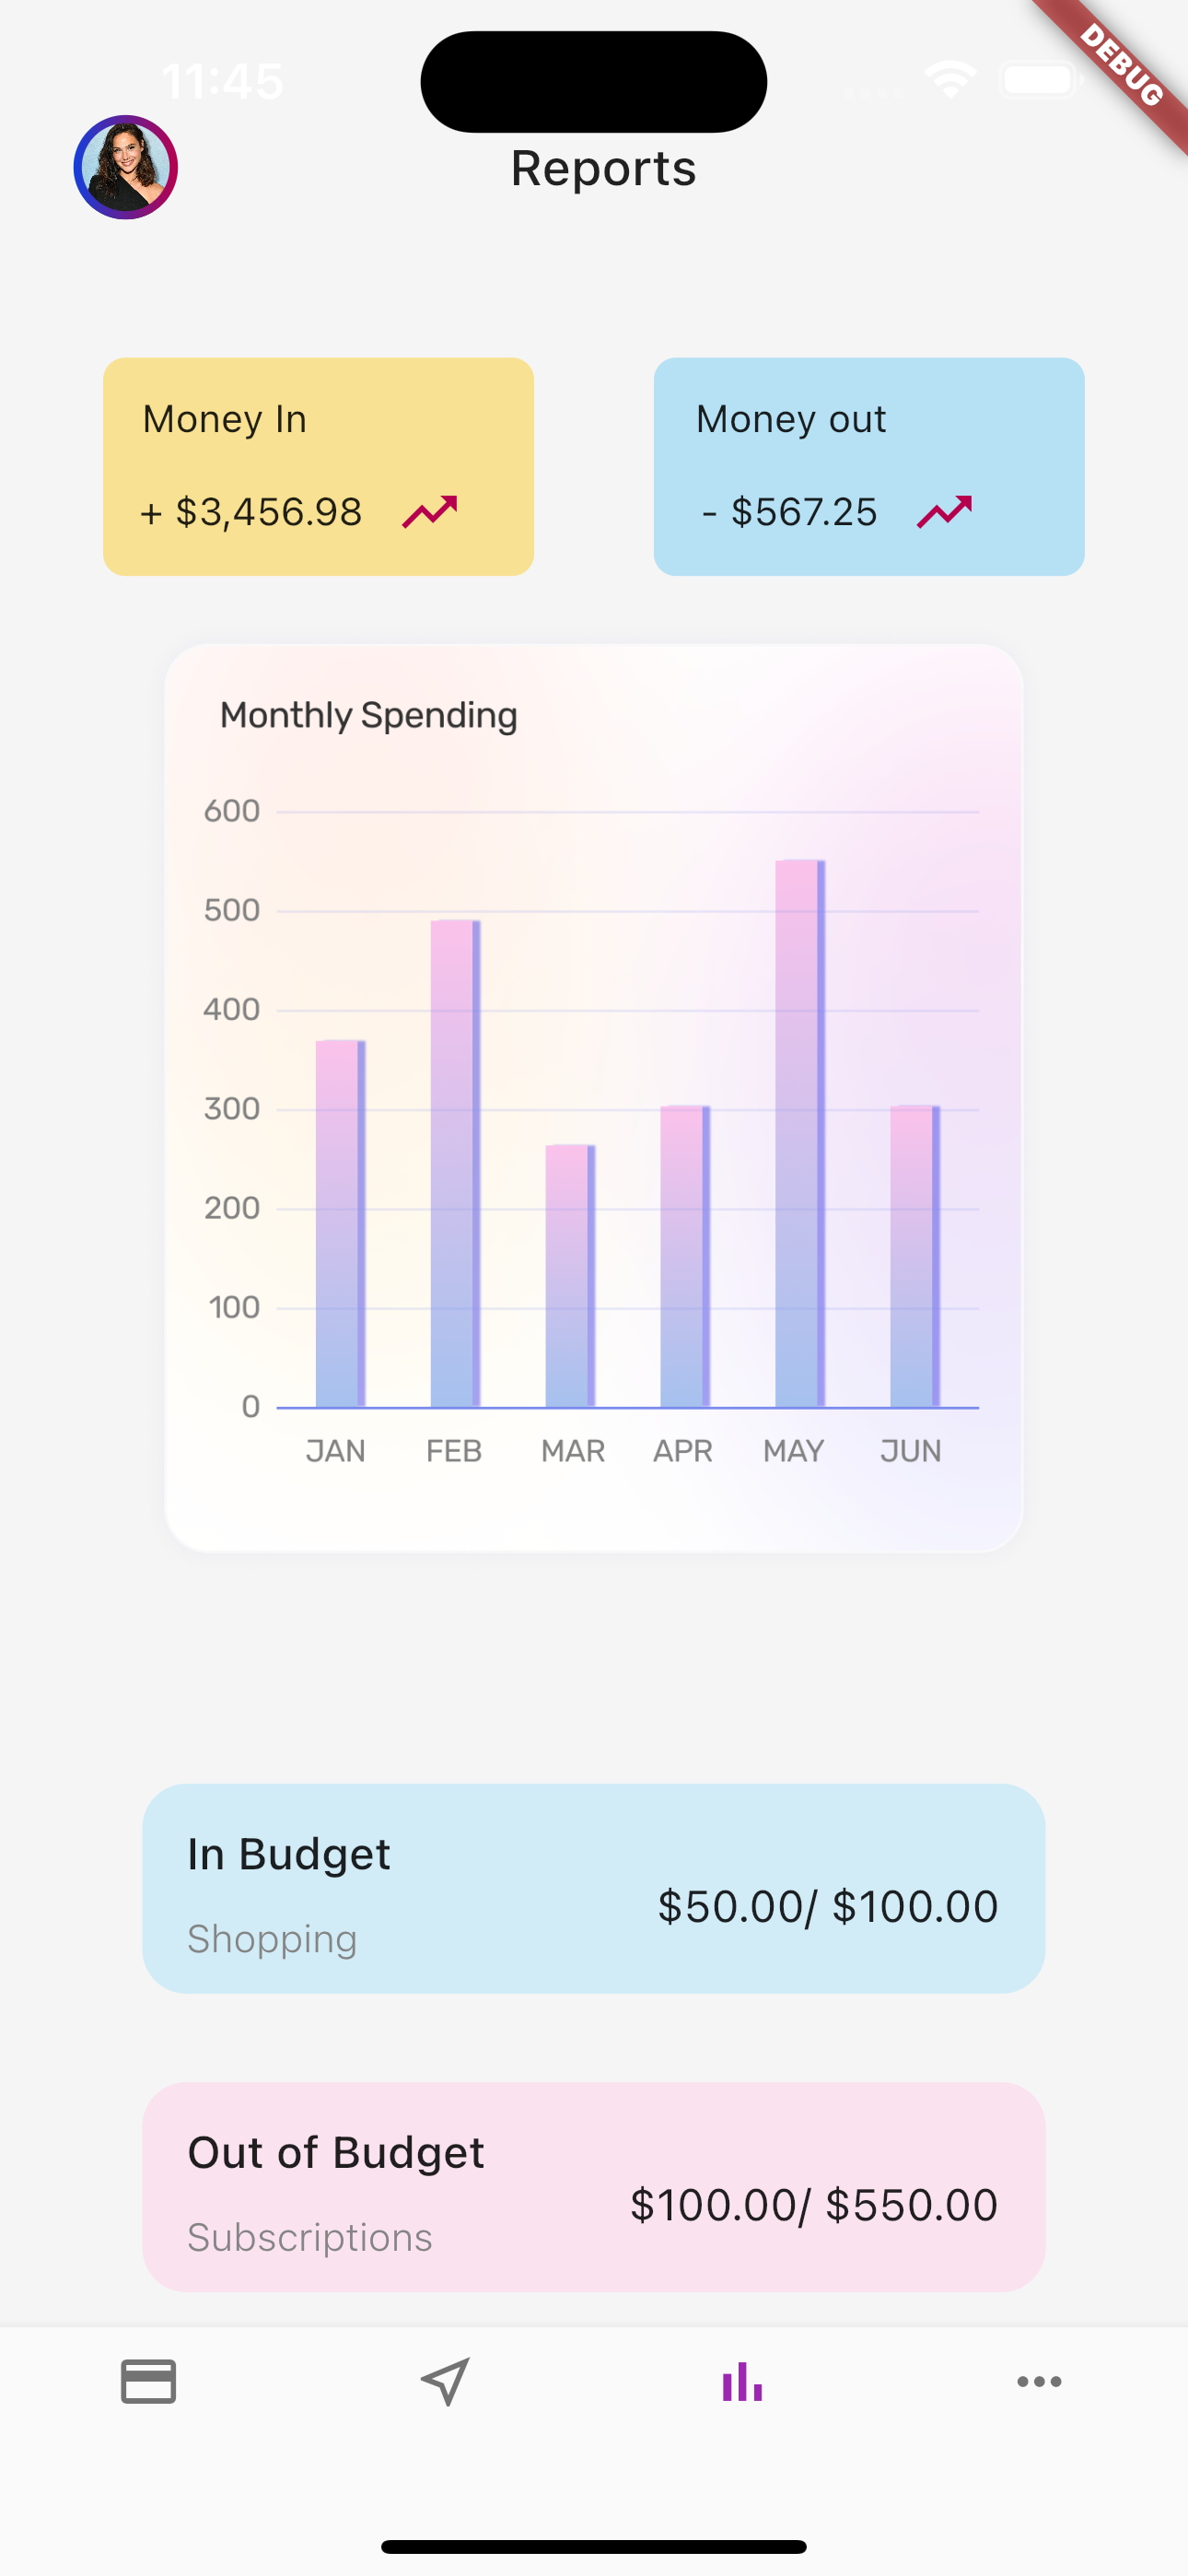 11:45
DEBUG
Reports
Money In
+ $3,456.98
Money out
- $567.25
Monthly Spending
600
500
400
300
200
100
0
JAN FEB MAR APR MAY JUN
In Budget
$50.00/ $100.00
Shopping
Out of Budget
$100.00/ $550.00
Subscriptions